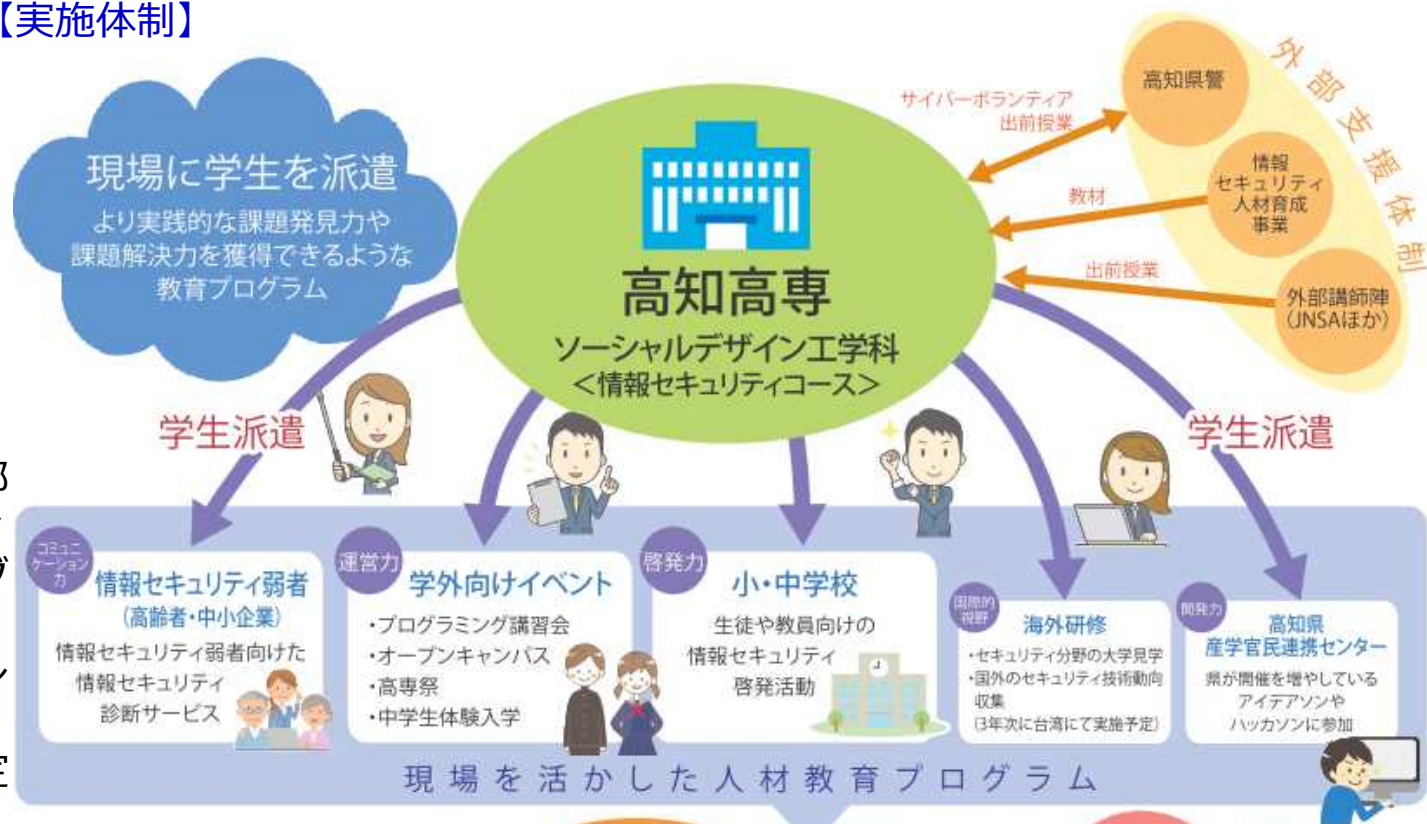 【実施体制】
現場に学生を派遣
より実践的な課題発見力や
課題解決力を獲得できるような
教育プログラム
高知高専
ソーシャルデザイン工学科
<情報セキュリティコース>
サイバーボランティア
出前授業
教材
出前授業
外部支援体制
高知県警
情報
セキュリティ
人材育成
事業
外部講師陣
(JNSAほか)
学生派遣
学生派遣
コミュニ
ケーション
力
情報セキュリティ弱者
(高齢者・中小企業)
情報セキュリティ弱者向けた
情報セキュリティ
診断サービス
運営力
学外向けイベント
・プログラミング講習会
・オープンキャンパス
・高専祭
・中学生体験入学
啓発力
小・中学校
生徒や教員向けの
情報セキュリティ
啓発活動
国際的
視野
海外研修
・セキュリティ分野の大学見学
・国外のセキュリティ技術動向
収集
(3年次に台湾にて実施予定)
開発力
高知県
産学官民連携センター
県が開催を増やしている
アイデアソンや
ハッカソンに参加
現場を活かした人材教育プログラム